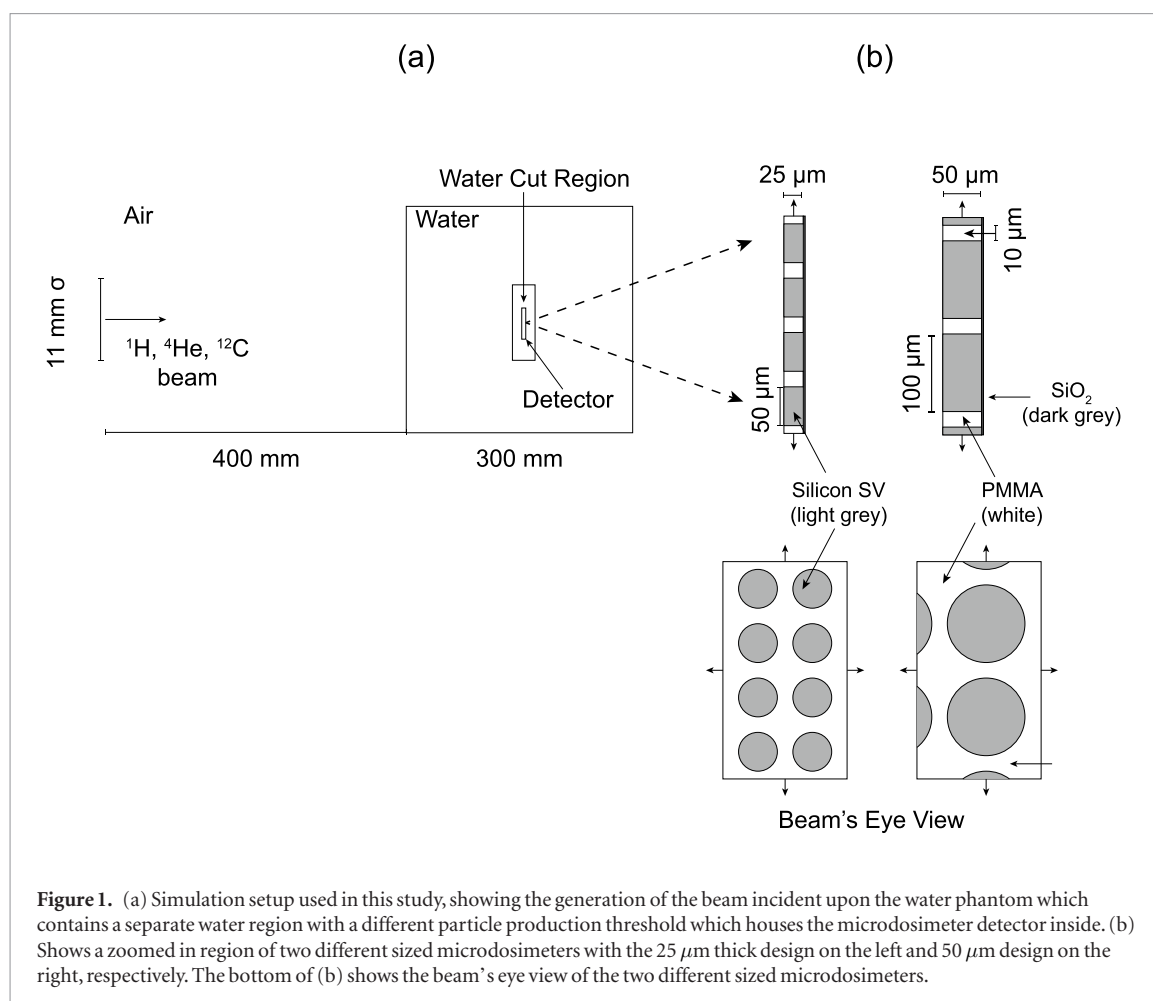 (a)
(b)
Water Cut Region
Air
Water
11 mm σ
¹H, ⁴He, ¹²C
beam
Detector
400 mm
300 mm
25 µm
50 µm
10 µm
50 µm
100 µm
SiO₂
(dark grey)
Silicon SV
(light grey)
PMMA
(white)
Beam's Eye View
Figure 1. (a) Simulation setup used in this study, showing the generation of the beam incident upon the water phantom which
contains a separate water region with a different particle production threshold which houses the microdosimeter detector inside. (b)
Shows a zoomed in region of two different sized microdosimeters with the 25 μm thick design on the left and 50 μm design on the
right, respectively. The bottom of (b) shows the beam's eye view of the two different sized microdosimeters.